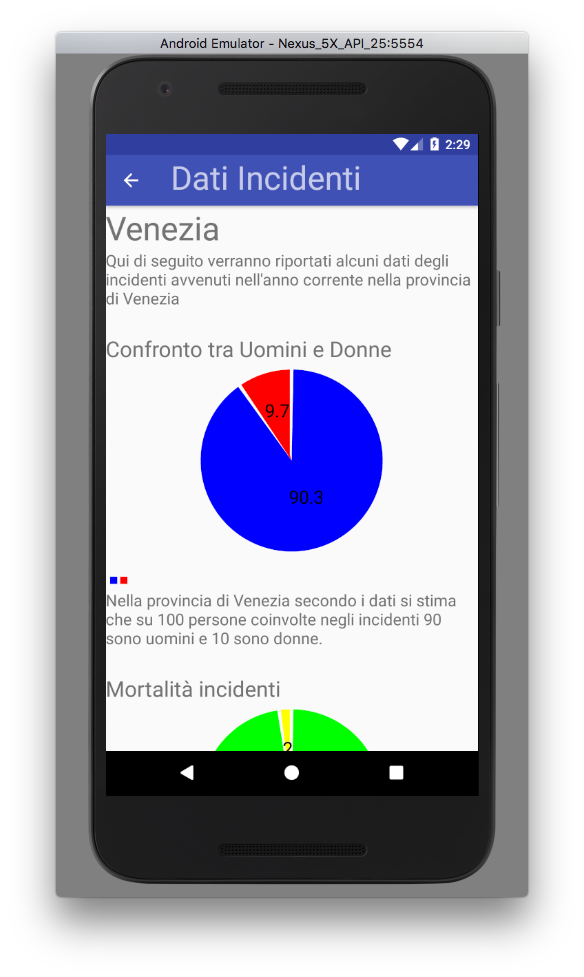 Android Emulator - Nexus_5X_API_25:5554
2:29
Dati Incidenti
Venezia
Qui di seguito verranno riportati alcuni dati degli
incidenti avvenuti nell'anno corrente nella provincia
di Venezia
Confronto tra Uomini e Donne
9.7
90.3
Nella provincia di Venezia secondo i dati si stima
che su 100 persone coinvolte negli incidenti 90
sono uomini e 10 sono donne.
Mortalità incidenti
2